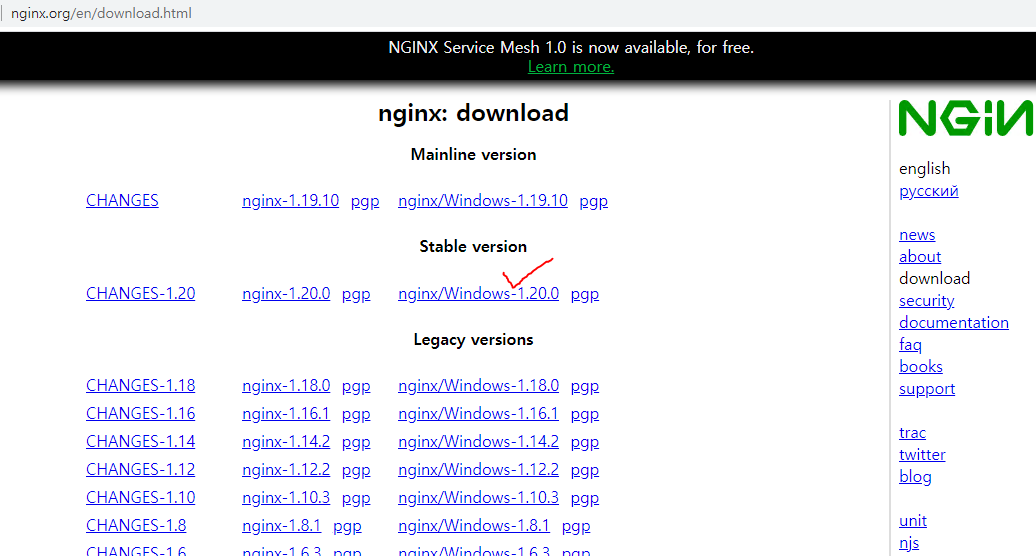 nginx.org/en/download.html
NGINX Service Mesh 1.0 is now available, for free.
Learn more.
nginx: download
Mainline version
CHANGES nginx-1.19.10 pgp nginx/Windows-1.19.10 pgp
Stable version
CHANGES-1.20 nginx-1.20.0 pgp nginx/Windows-1.20.0 pgp
Legacy versions
CHANGES-1.18 nginx-1.18.0 pgp nginx/Windows-1.18.0 pgp
CHANGES-1.16 nginx-1.16.1 pgp nginx/Windows-1.16.1 pgp
CHANGES-1.14 nginx-1.14.2 pgp nginx/Windows-1.14.2 pgp
CHANGES-1.12 nginx-1.12.2 pgp nginx/Windows-1.12.2 pgp
CHANGES-1.10 nginx-1.10.3 pgp nginx/Windows-1.10.3 pgp
CHANGES-1.8 nginx-1.8.1 pgp nginx/Windows-1.8.1 pgp
CHANGES-1.6 nginx-1.6.3 pgp nginx/Windows-1.6.3 pgp
NGIN
english
русский
news
about
download
security
documentation
faq
books
support
trac
twitter
blog
unit
njs